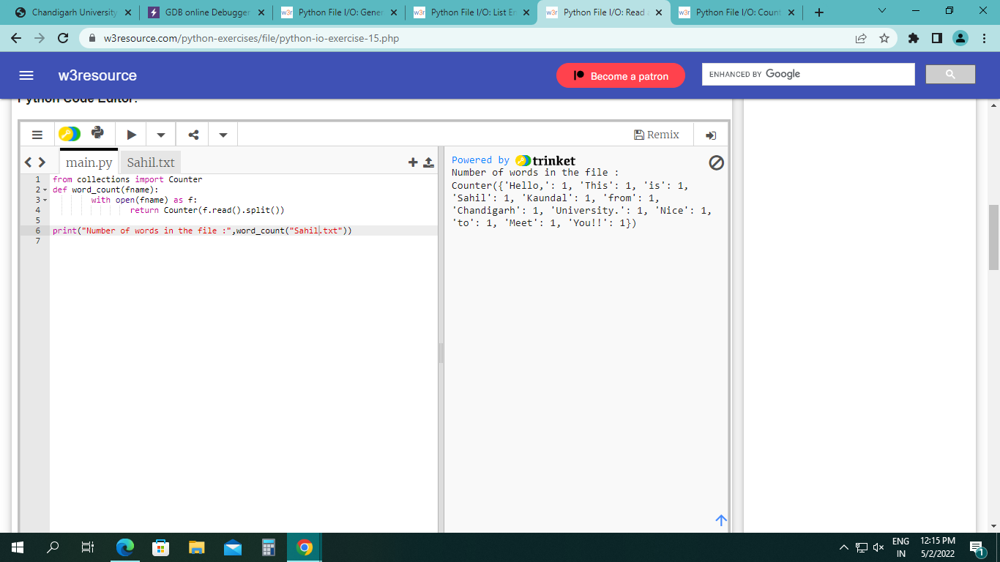 Chandigarh University
GDB online Debugger
Python File I/O: Gener
Python File I/O: List En
Python File I/O: Read a
Python File I/O: Count
w3resource.com/python-exercises/file/python-io-exercise-15.php
w3resource
Become a patron
ENHANCED BY Google
Python Code Editor:
Remix
main.py
Sahil.txt
1 from collections import Counter
2 def word_count(fname):
3 with open(fname) as f:
4 return Counter(f.read().split())
5
6 print("Number of words in the file :",word_count("Sahil.txt"))
7
Powered by trinket
Number of words in the file :
Counter({'Hello,': 1, 'This': 1, 'is': 1,
'Sahil': 1, 'Kaundal': 1, 'from': 1,
'Chandigarh': 1, 'University.': 1, 'Nice': 1,
'to': 1, 'Meet': 1, 'You!!': 1})
ENG
IN
12:15 PM
5/2/2022
1